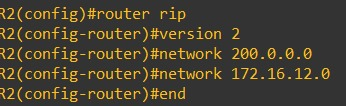 R2(config)#router rip
R2(config-router)#version 2
R2(config-router)#network 200.0.0.0
R2(config-router)#network 172.16.12.0
R2(config-router)#end